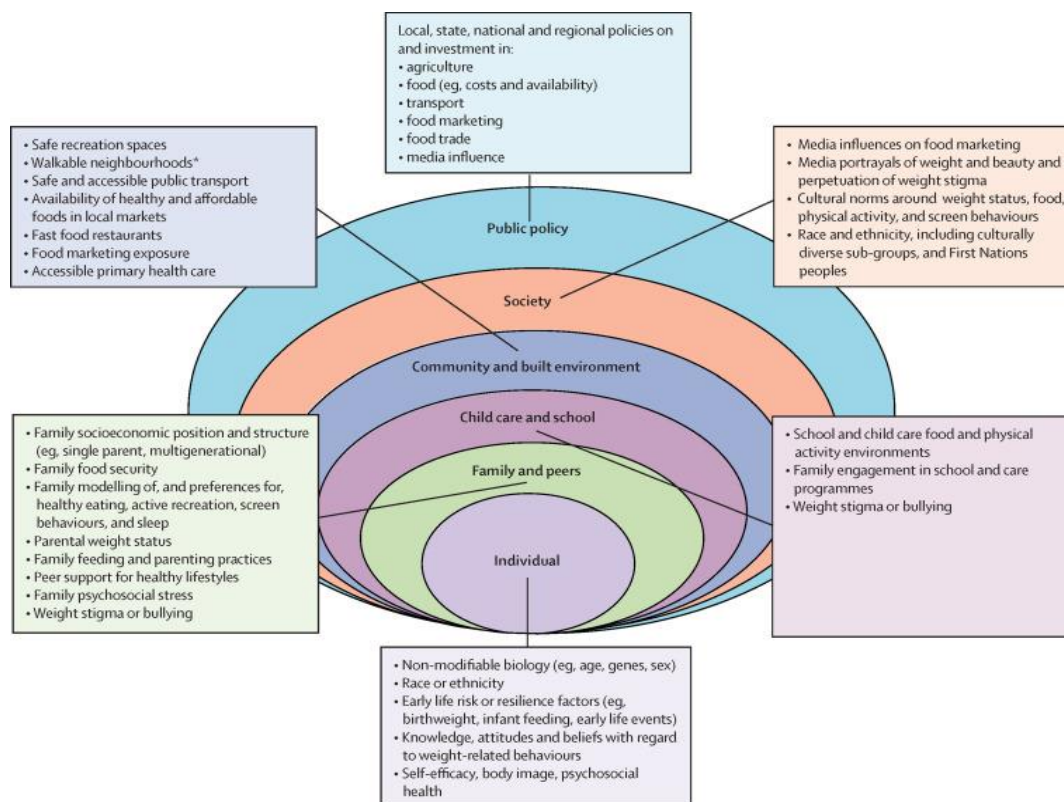 Local, state, national and regional policies on
and investment in:
• agriculture
• food (eg, costs and availability)
• transport
• food marketing
• food trade
• media influence
• Safe recreation spaces
• Walkable neighbourhoods*
• Safe and accessible public transport
• Availability of healthy and affordable
foods in local markets
• Fast food restaurants
• Food marketing exposure
• Accessible primary health care
• Media influences on food marketing
• Media portrayals of weight and beauty and
perpetuation of weight stigma
• Cultural norms around weight status, food,
physical activity, and screen behaviours
• Race and ethnicity, including culturally
diverse sub-groups, and First Nations
peoples
Public policy
Society
Community and built environment
Child care and school
Family and peers
Individual
• Family socioeconomic position and structure
(eg, single parent, multigenerational)
• Family food security
• Family modelling of, and preferences for,
healthy eating, active recreation, screen
behaviours, and sleep
• Parental weight status
• Family feeding and parenting practices
• Peer support for healthy lifestyles
• Family psychosocial stress
• Weight stigma or bullying
• School and child care food and physical
activity environments
• Family engagement in school and care
programmes
• Weight stigma or bullying
• Non-modifiable biology (eg, age, genes, sex)
• Race or ethnicity
• Early life risk or resilience factors (eg,
birthweight, infant feeding, early life events)
• Knowledge, attitudes and beliefs with regard
to weight-related behaviours
• Self-efficacy, body image, psychosocial
health